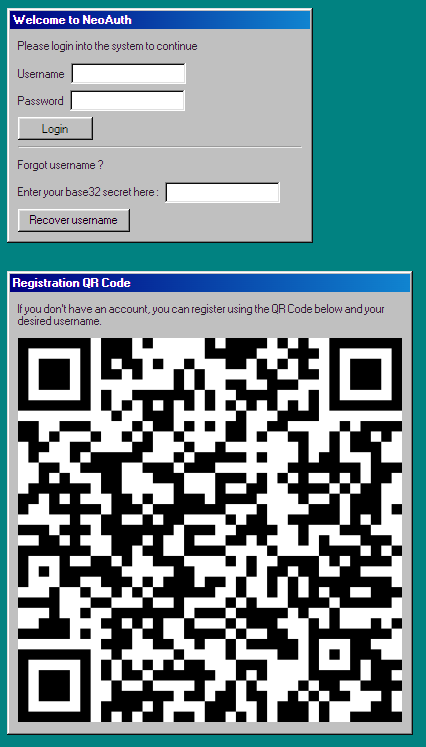 Welcome to NeoAuth
Please login into the system to continue
Username
Password
Login
Forgot username ?
Enter your base32 secret here :
Recover username
Registration QR Code
If you don't have an account, you can register using the QR Code below and your
desired username.